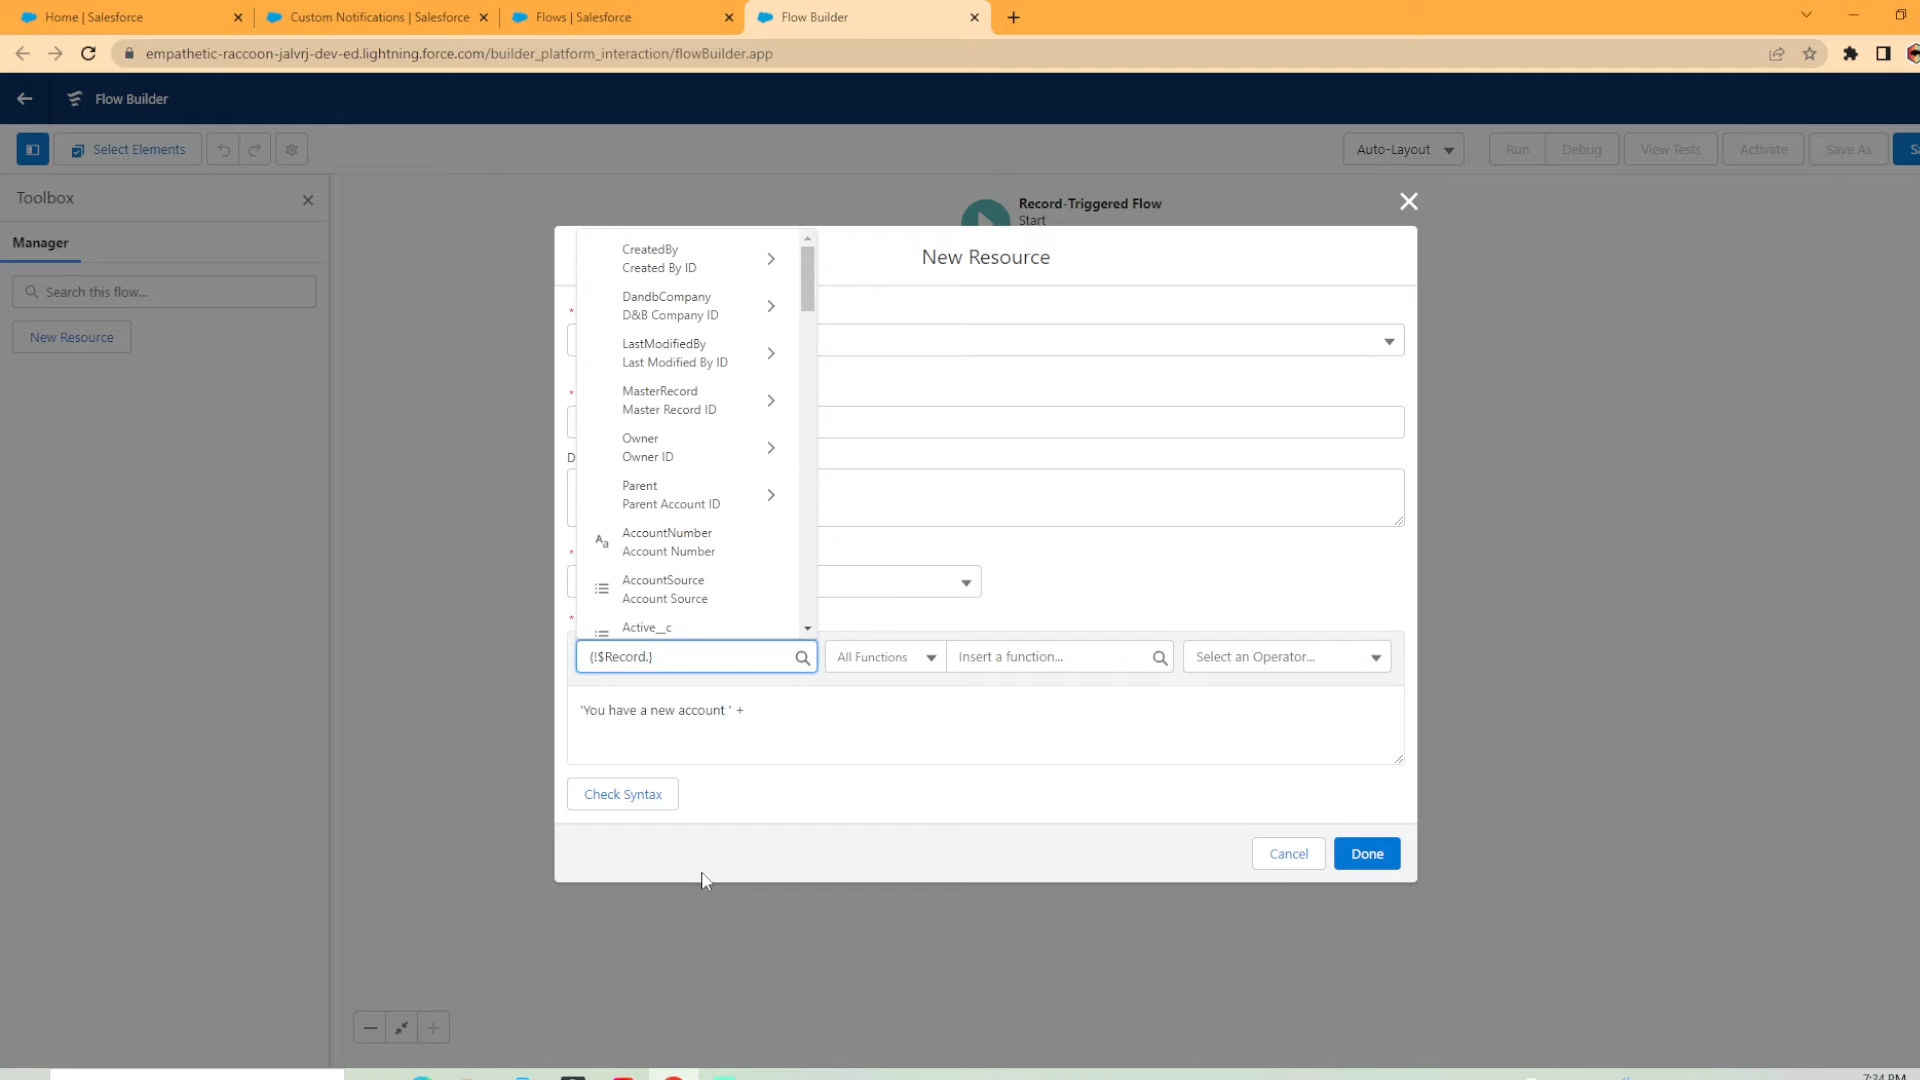 Home | Salesforce
Custom Notifications | Salesforce
Flows | Salesforce
Flow Builder
empathetic-raccoon-jalvrj-dev-ed.lightning.force.com/builder_platform_interaction/flowBuilder.app
Flow Builder
Select Elements
Auto-Layout
Run
Debug
View Tests
Activate
Save As
Toolbox
Manager
Search this flow...
New Resource
Record-Triggered Flow
Start
New Resource
*
CreatedBy
Created By ID
DandbCompany
D&B Company ID
LastModifiedBy
Last Modified By ID
*
MasterRecord
Master Record ID
Owner
Owner ID
D
Parent
Parent Account ID
AccountNumber
Account Number
*
AccountSource
Account Source
*
Active__c
{!$Record.}
All Functions
Insert a function...
Select an Operator...
'You have a new account ' +
Check Syntax
Cancel
Done
7:34 PM